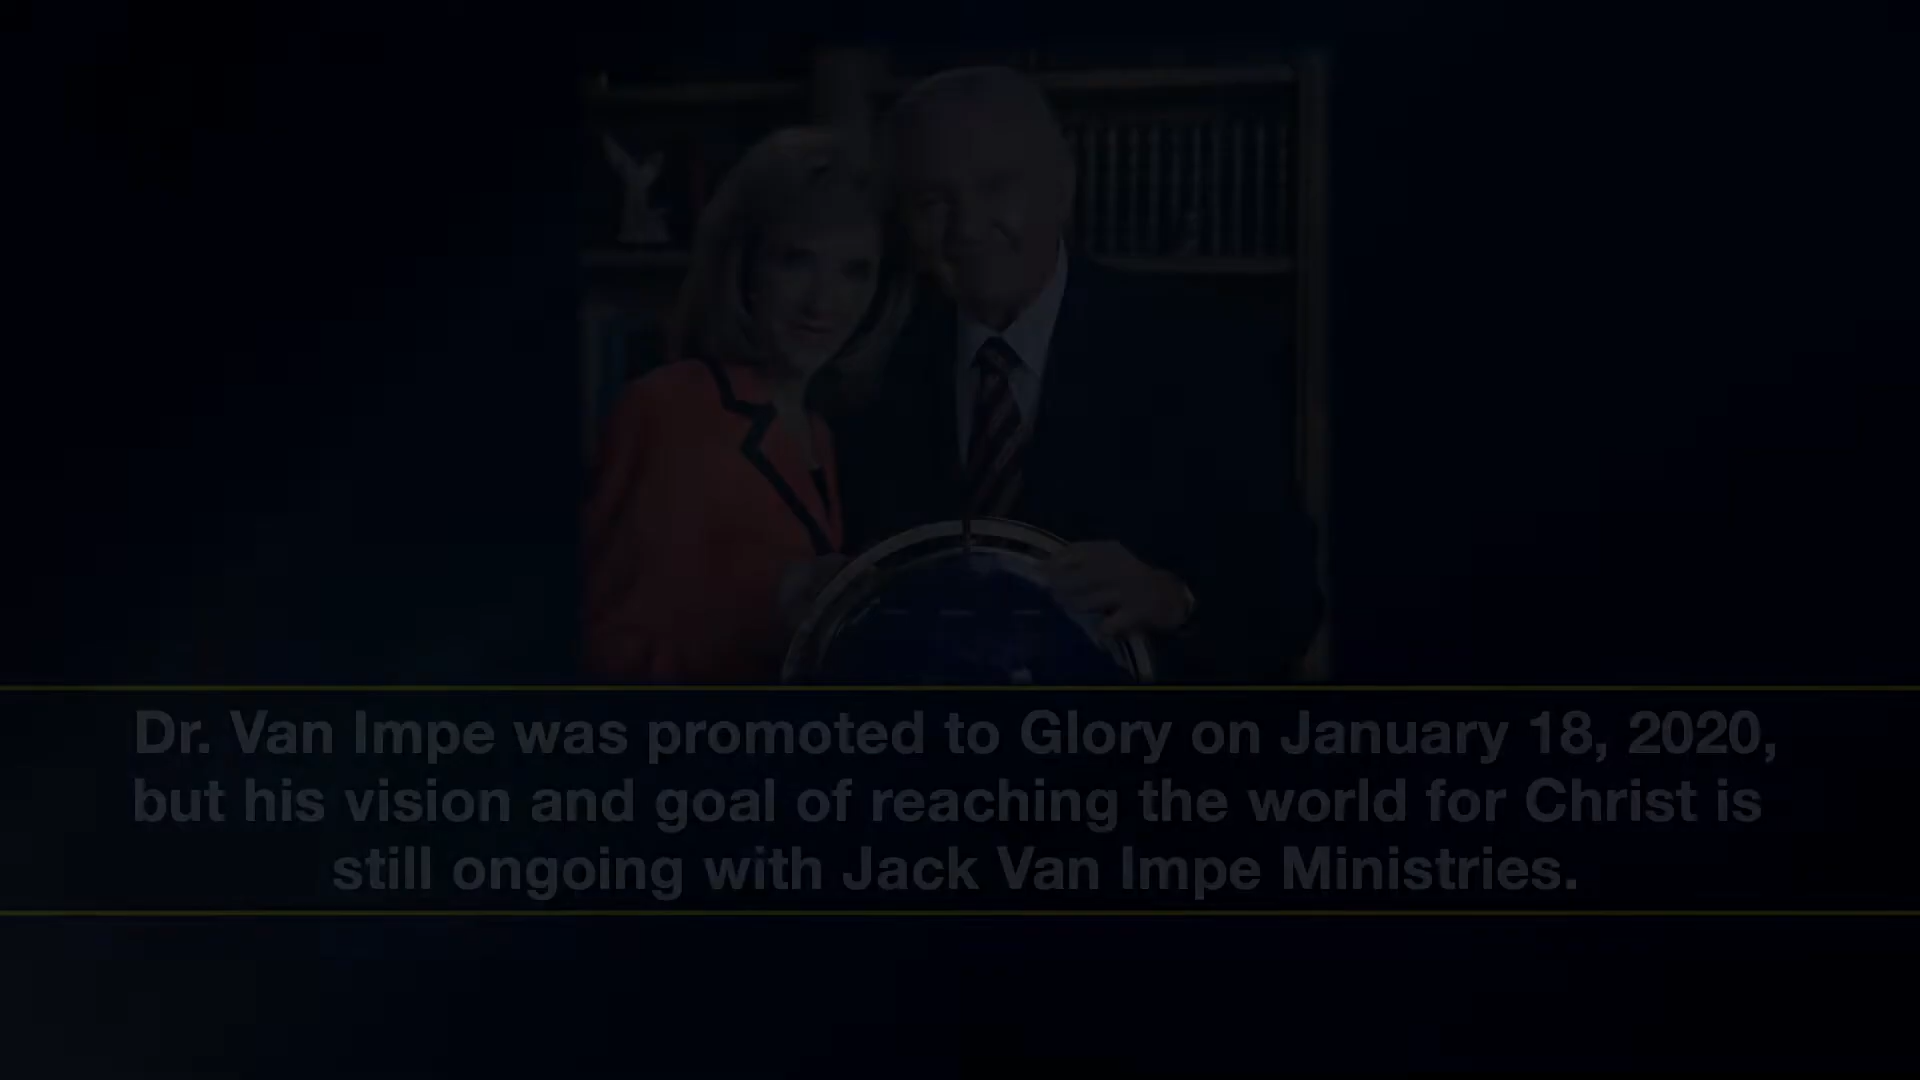 Dr. Van Impe was promoted to Glory on January 18, 2020,
but his vision and goal of reaching the world for Christ is
still ongoing with Jack Van Impe Ministries.